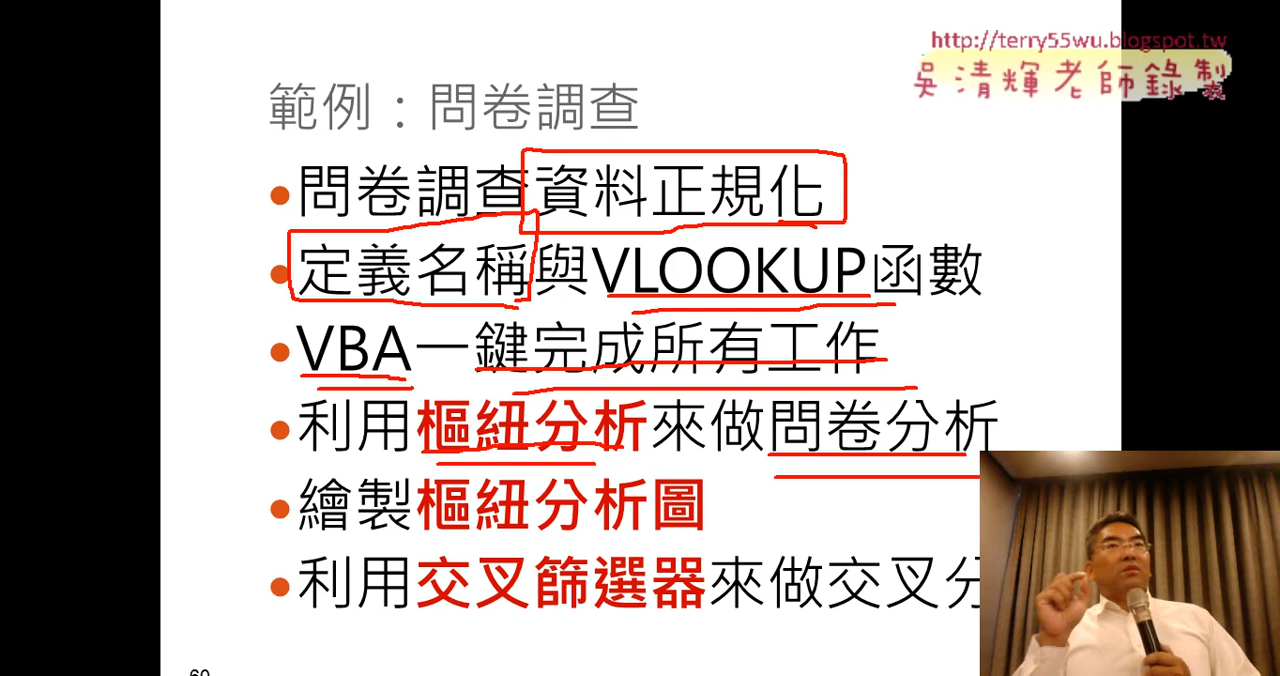 http://terry55wu.blogspot.tw
吳清輝老師錄製
範例：問卷調查
•問卷調查資料正規化
•定義名稱與VLOOKUP函數
•VBA一鍵完成所有工作
•利用樞紐分析來做問卷分析
•繪製樞紐分析圖
•利用交叉篩選器來做交叉分
60